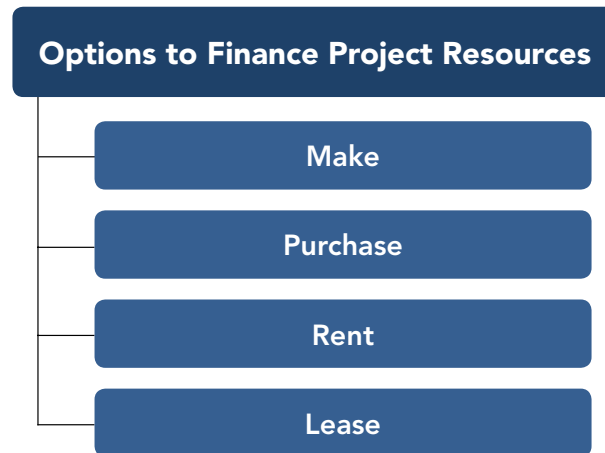 Options to Finance Project Resources
Make
Purchase
Rent
Lease